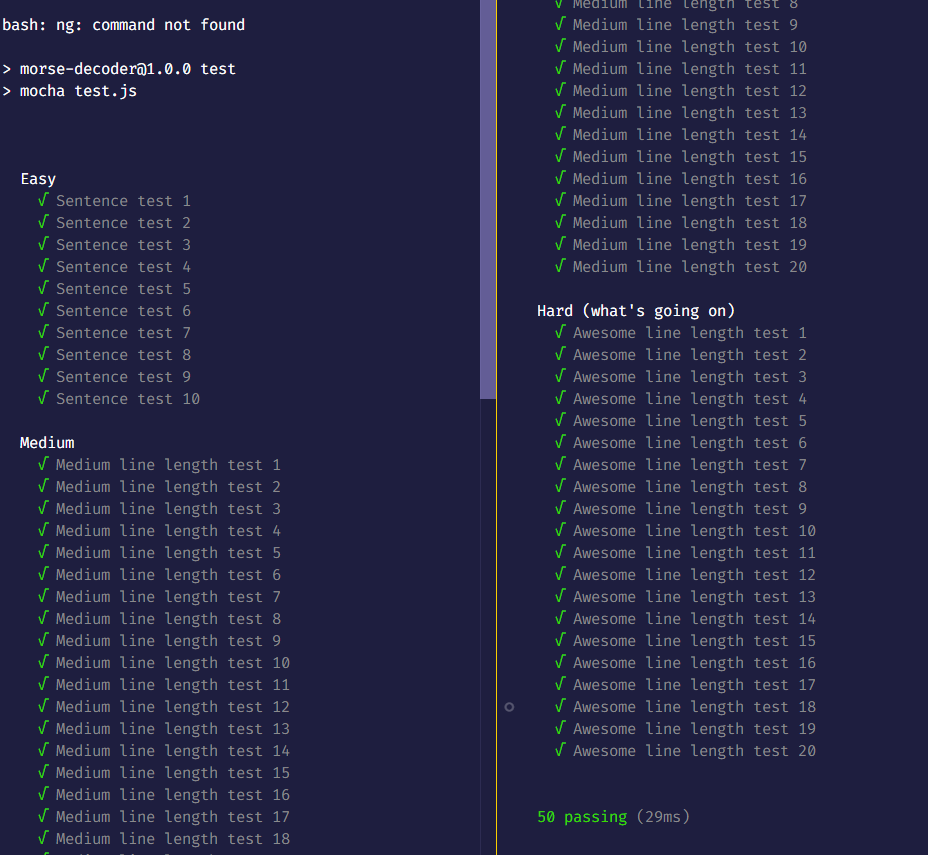 bash: ng: command not found
> morse-decoder@1.0.0 test
> mocha test.js
Easy
√ Sentence test 1
√ Sentence test 2
√ Sentence test 3
√ Sentence test 4
√ Sentence test 5
√ Sentence test 6
√ Sentence test 7
√ Sentence test 8
√ Sentence test 9
√ Sentence test 10
Medium
√ Medium line length test 1
√ Medium line length test 2
√ Medium line length test 3
√ Medium line length test 4
√ Medium line length test 5
√ Medium line length test 6
√ Medium line length test 7
√ Medium line length test 8
√ Medium line length test 9
√ Medium line length test 10
√ Medium line length test 11
√ Medium line length test 12
√ Medium line length test 13
√ Medium line length test 14
√ Medium line length test 15
√ Medium line length test 16
√ Medium line length test 17
√ Medium line length test 18
√ Medium line length test 8
√ Medium line length test 9
√ Medium line length test 10
√ Medium line length test 11
√ Medium line length test 12
√ Medium line length test 13
√ Medium line length test 14
√ Medium line length test 15
√ Medium line length test 16
√ Medium line length test 17
√ Medium line length test 18
√ Medium line length test 19
√ Medium line length test 20
Hard (what's going on)
√ Awesome line length test 1
√ Awesome line length test 2
√ Awesome line length test 3
√ Awesome line length test 4
√ Awesome line length test 5
√ Awesome line length test 6
√ Awesome line length test 7
√ Awesome line length test 8
√ Awesome line length test 9
√ Awesome line length test 10
√ Awesome line length test 11
√ Awesome line length test 12
√ Awesome line length test 13
√ Awesome line length test 14
√ Awesome line length test 15
√ Awesome line length test 16
√ Awesome line length test 17
√ Awesome line length test 18
√ Awesome line length test 19
√ Awesome line length test 20
50 passing (29ms)